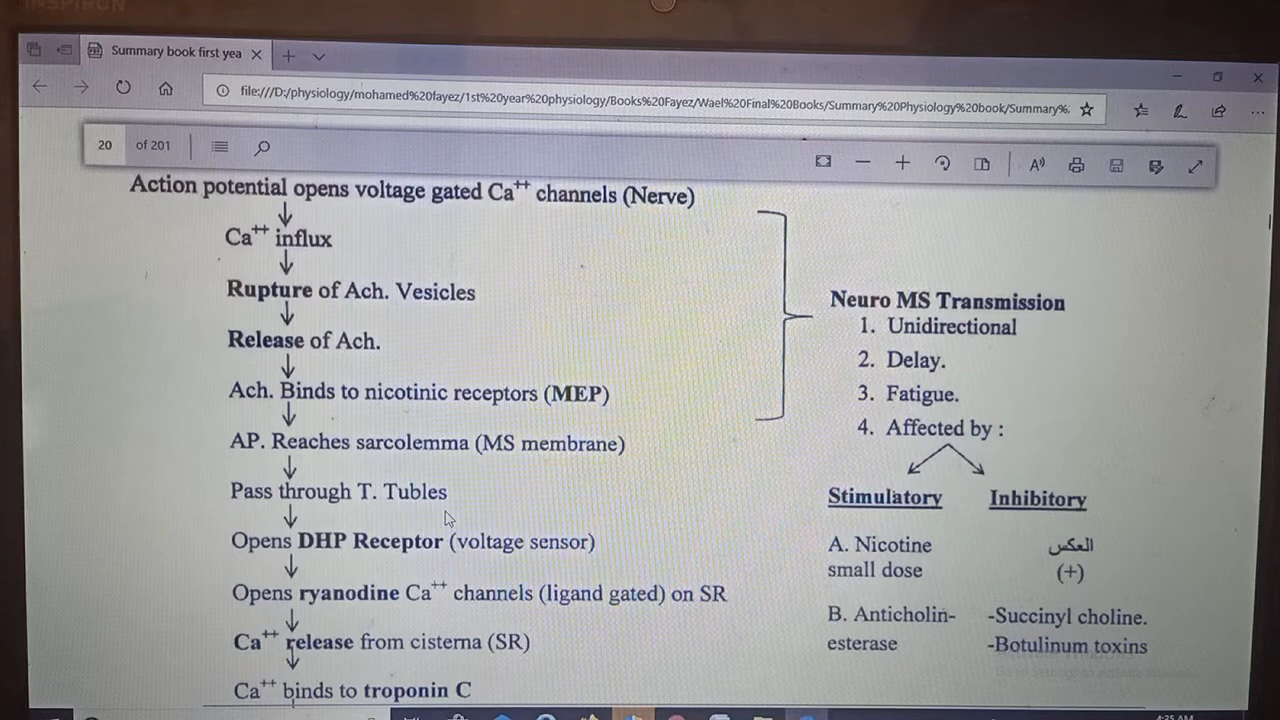 INSPIRON
Summary book first yea
file:///D:/physiology/mohamed%20fayez/1st%20year%20physiology/Books%20Fayez/Wael%20Final%20Books/Summary%20Physiology%20book/Summary%
20 of 201
Action potential opens voltage gated Ca⁺⁺ channels (Nerve)
↓
Ca⁺⁺ influx
↓
Rupture of Ach. Vesicles
↓
Release of Ach.
↓
Ach. Binds to nicotinic receptors (MEP)
↓
AP. Reaches sarcolemma (MS membrane)
↓
Pass through T. Tubles
↓
Opens DHP Receptor (voltage sensor)
↓
Opens ryanodine Ca⁺⁺ channels (ligand gated) on SR
↓
Ca⁺⁺ release from cisterna (SR)
↓
Ca⁺⁺ binds to troponin C
Neuro MS Transmission
1. Unidirectional
2. Delay.
3. Fatigue.
4. Affected by :
Stimulatory
A. Nicotine
small dose
B. Anticholin-
esterase
Inhibitory
العكس
(+)
-Succinyl choline.
-Botulinum toxins
4:25 AM